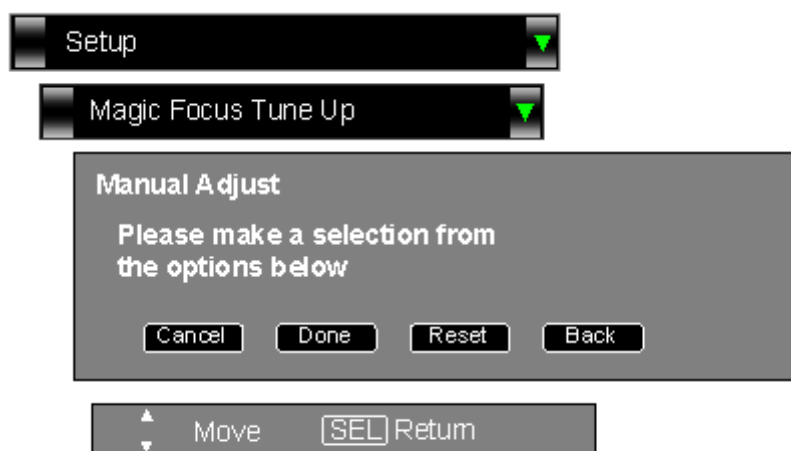 Setup
Magic Focus Tune Up
Manual Adjust
Please make a selection from
the options below
Cancel Done Reset Back
Move SEL Return